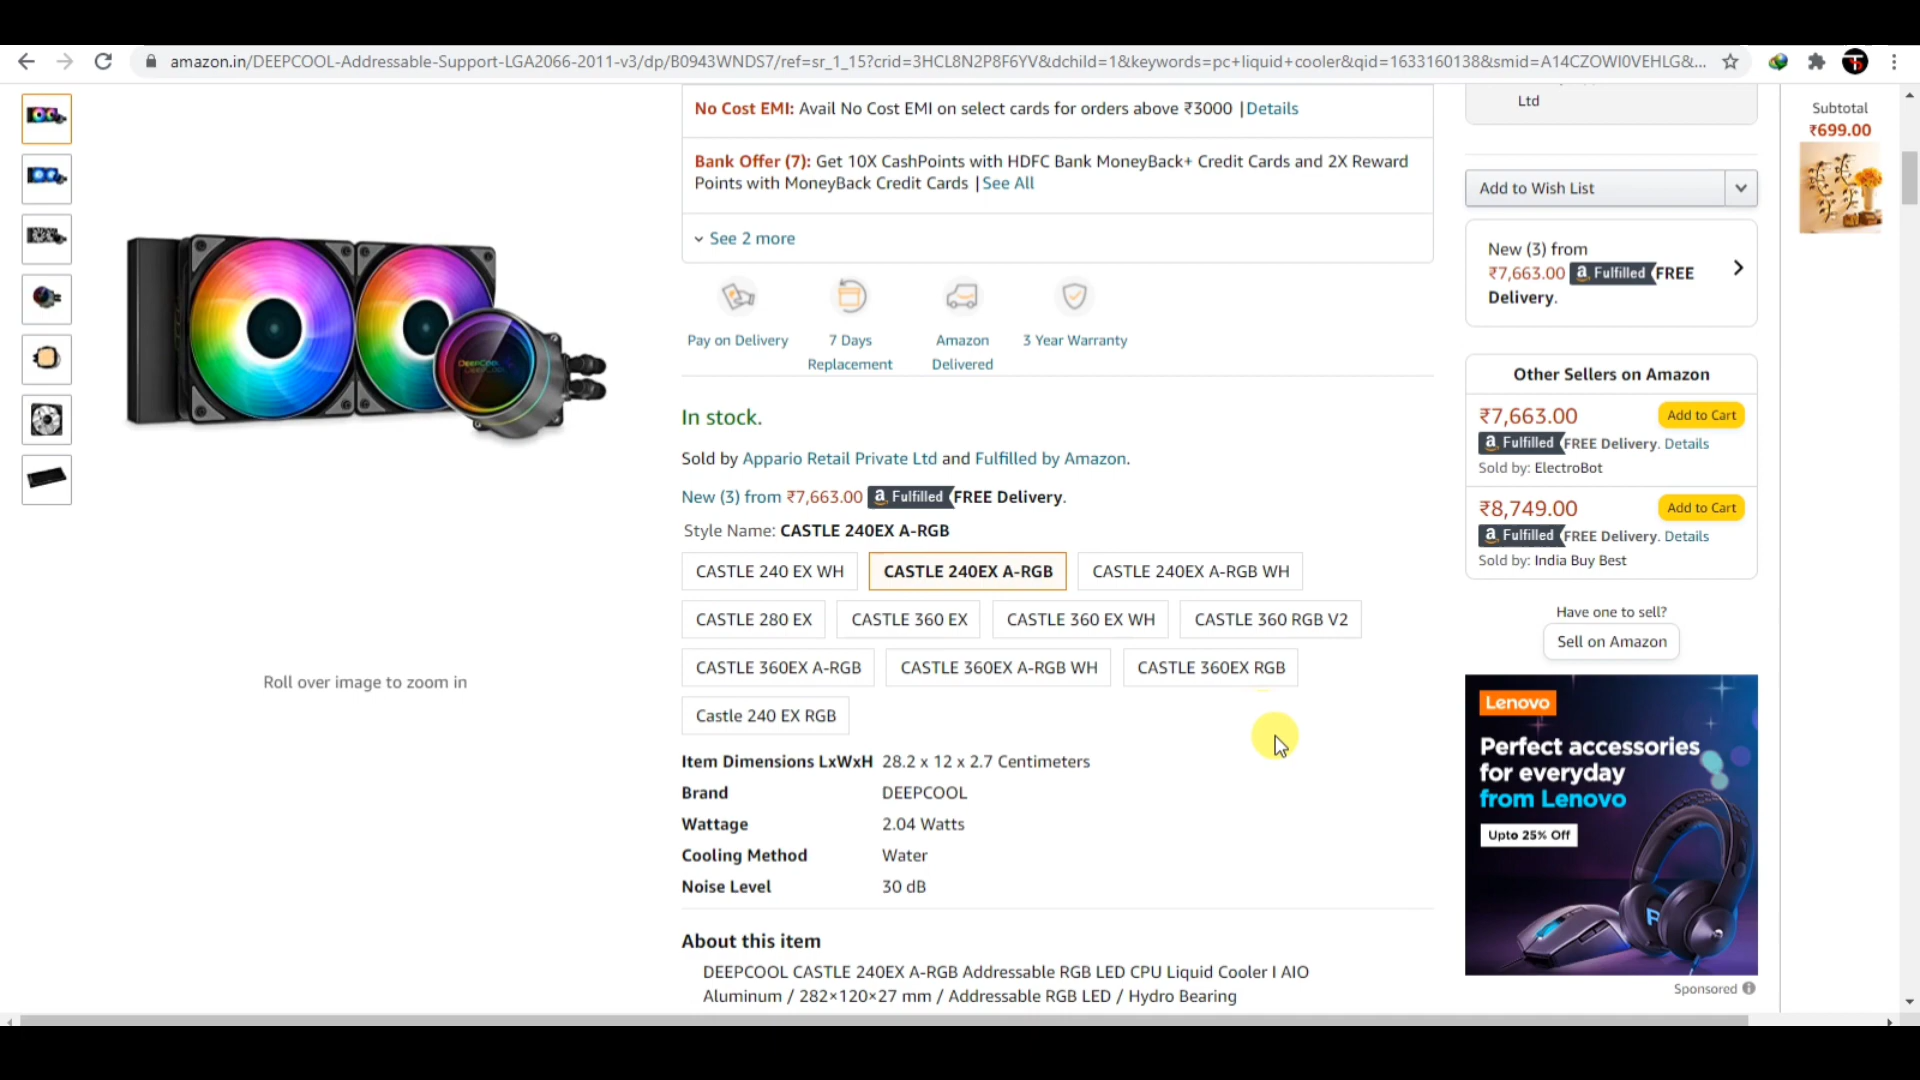 amazon.in/DEEPCOOL-Addressable-Support-LGA2066-2011-v3/dp/B0943WNDS7/ref=sr_1_15?crid=3HCL8N2P8F6YV&dchild=1&keywords=pc+liquid+cooler&qid=1633160138&smid=A14CZOWI0VEHLG&...
No Cost EMI: Avail No Cost EMI on select cards for orders above ₹3000 | Details
Bank Offer (7): Get 10X CashPoints with HDFC Bank MoneyBack+ Credit Cards and 2X Reward
Points with MoneyBack Credit Cards | See All
See 2 more
Pay on Delivery
7 Days
Replacement
Amazon
Delivered
3 Year Warranty
In stock.
Sold by Appario Retail Private Ltd and Fulfilled by Amazon.
New (3) from ₹7,663.00 a Fulfilled FREE Delivery.
Style Name: CASTLE 240EX A-RGB
CASTLE 240 EX WH
CASTLE 240EX A-RGB
CASTLE 240EX A-RGB WH
CASTLE 280 EX
CASTLE 360 EX
CASTLE 360 EX WH
CASTLE 360 RGB V2
CASTLE 360EX A-RGB
CASTLE 360EX A-RGB WH
CASTLE 360EX RGB
Castle 240 EX RGB
Item Dimensions LxWxH 28.2 x 12 x 2.7 Centimeters
Brand DEEPCOOL
Wattage 2.04 Watts
Cooling Method Water
Noise Level 30 dB
About this item
DEEPCOOL CASTLE 240EX A-RGB Addressable RGB LED CPU Liquid Cooler I AIO
Aluminum / 282×120×27 mm / Addressable RGB LED / Hydro Bearing
DEEPCOOL
Roll over image to zoom in
Ltd
Add to Wish List
New (3) from
₹7,663.00 a Fulfilled FREE
Delivery.
Other Sellers on Amazon
₹7,663.00 Add to Cart
a Fulfilled FREE Delivery. Details
Sold by: ElectroBot
₹8,749.00 Add to Cart
a Fulfilled FREE Delivery. Details
Sold by: India Buy Best
Have one to sell?
Sell on Amazon
Lenovo
Perfect accessories
for everyday
from Lenovo
Upto 25% Off
Sponsored
Subtotal
₹699.00